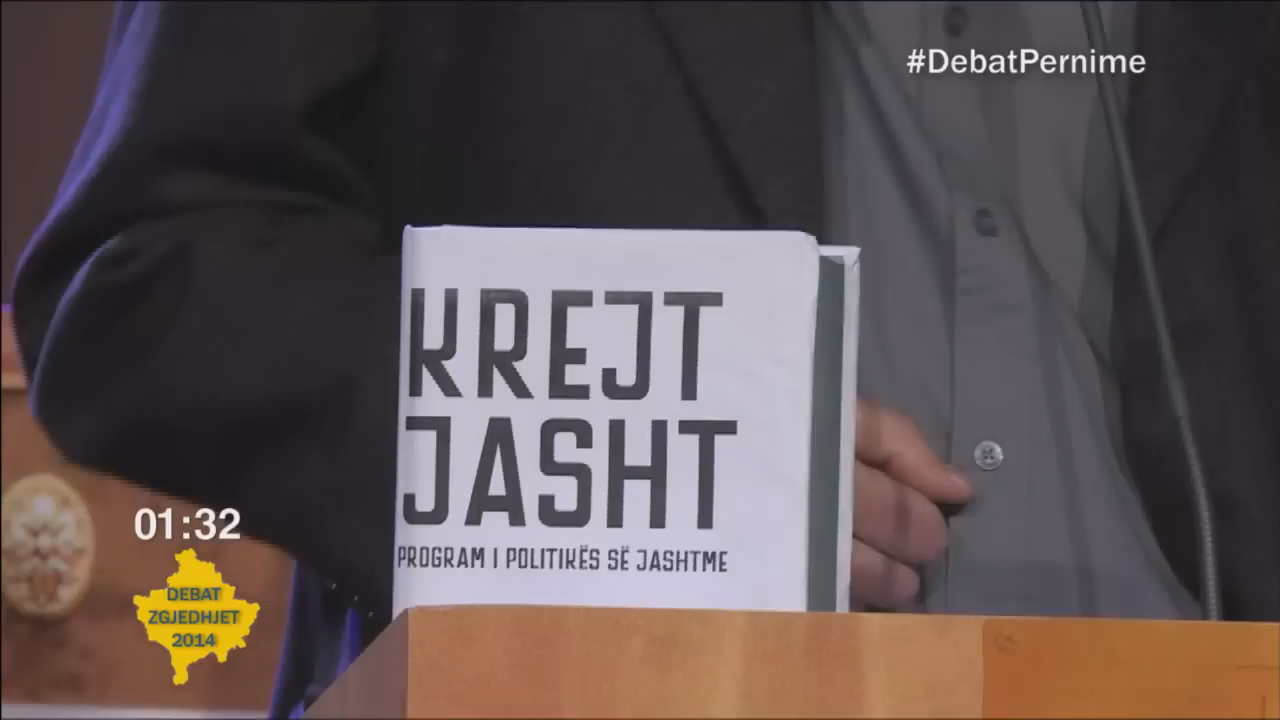 #DebatPernime
KREJT
JASHT
PROGRAM I POLITIKËS SË JASHTME
01:32
DEBAT
ZGJEDHJET
2014